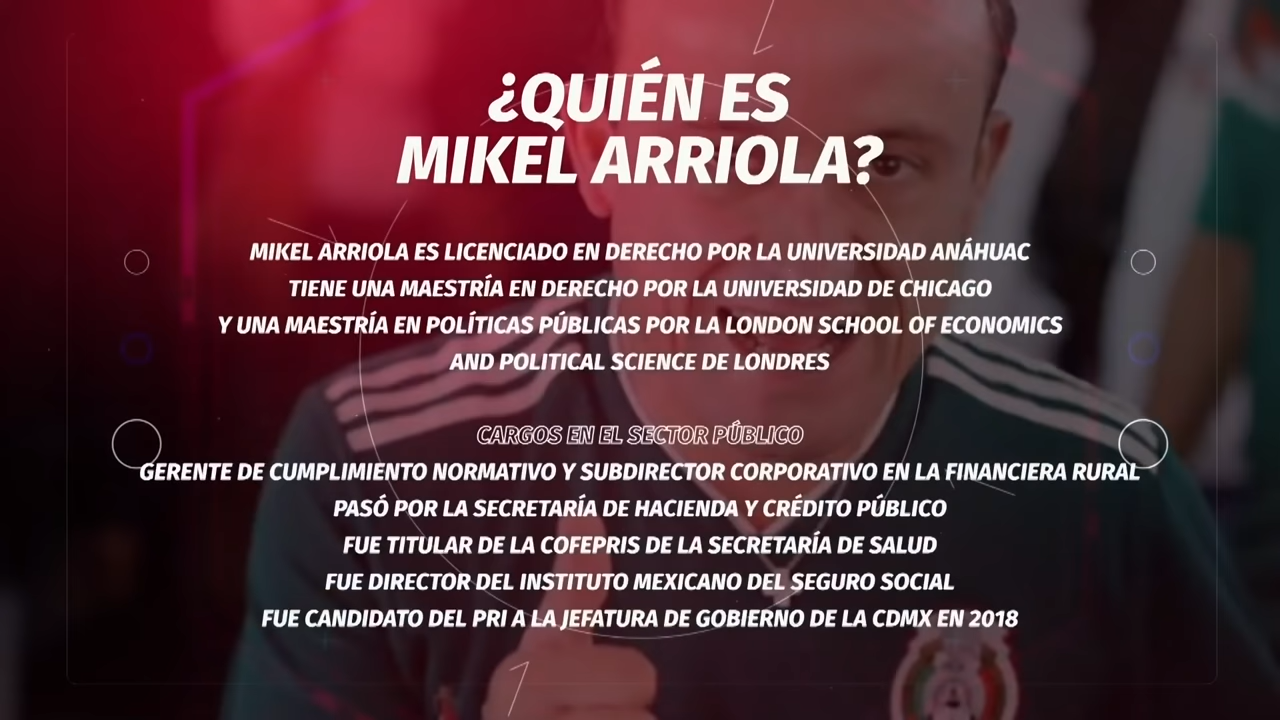 ¿QUIÉN ES
MIKEL ARRIOLA?
MIKEL ARRIOLA ES LICENCIADO EN DERECHO POR LA UNIVERSIDAD ANÁHUAC
TIENE UNA MAESTRÍA EN DERECHO POR LA UNIVERSIDAD DE CHICAGO
Y UNA MAESTRÍA EN POLÍTICAS PÚBLICAS POR LA LONDON SCHOOL OF ECONOMICS
AND POLITICAL SCIENCE DE LONDRES
CARGOS EN EL SECTOR PÚBLICO
GERENTE DE CUMPLIMIENTO NORMATIVO Y SUBDIRECTOR CORPORATIVO EN LA FINANCIERA RURAL
PASÓ POR LA SECRETARÍA DE HACIENDA Y CRÉDITO PÚBLICO
FUE TITULAR DE LA COFEPRIS DE LA SECRETARÍA DE SALUD
FUE DIRECTOR DEL INSTITUTO MEXICANO DEL SEGURO SOCIAL
FUE CANDIDATO DEL PRI A LA JEFATURA DE GOBIERNO DE LA CDMX EN 2018